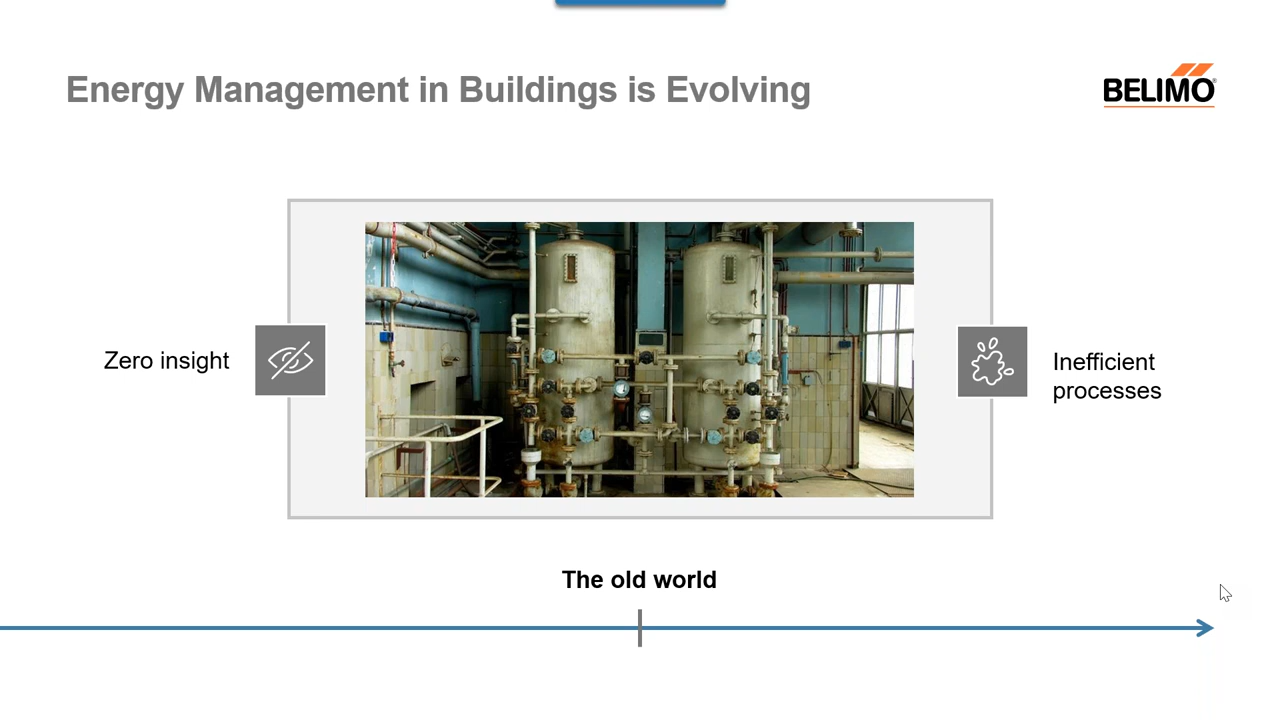 Energy Management in Buildings is Evolving
BELIMO
Zero insight
Inefficient
processes
The old world